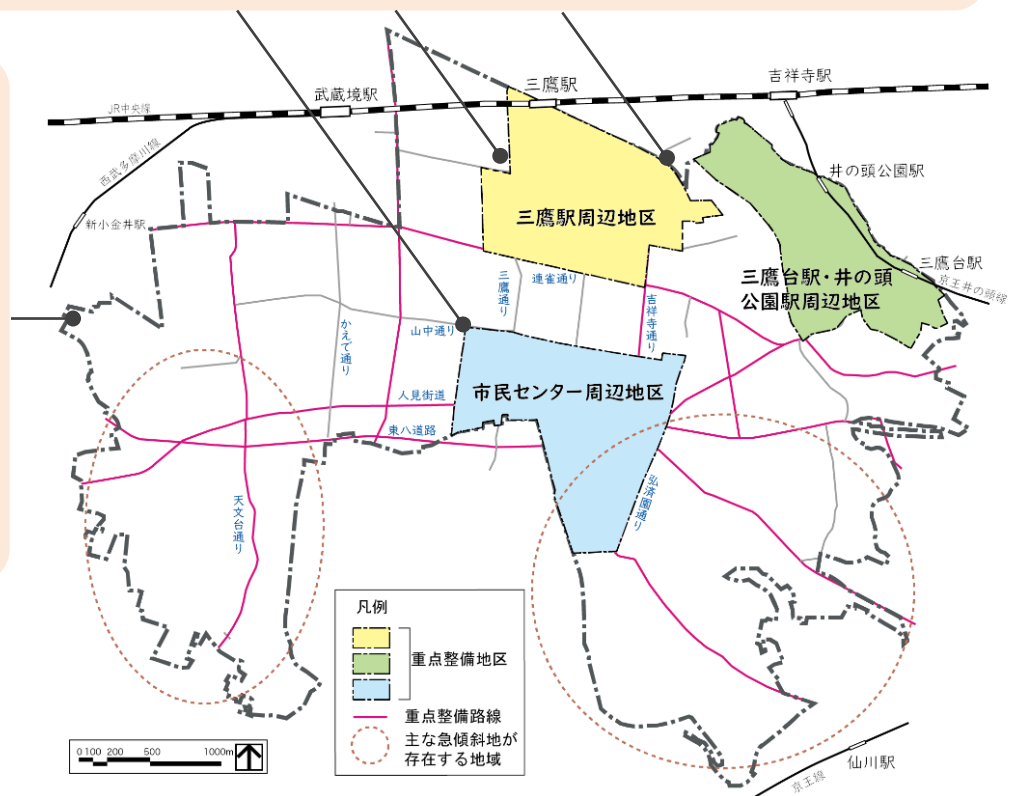 三鷹駅
吉祥寺駅
武蔵境駅
JR中央線
西武多摩川線
井の頭公園駅
新小金井駅
三鷹駅周辺地区
三鷹台駅
三鷹台駅・井の頭
公園駅周辺地区
京王井の頭線
連雀通り
三鷹通り
吉祥寺通り
かえで通り
山中通り
市民センター周辺地区
人見街道
東八道路
弘済園通り
天文台通り
凡例
重点整備地区
重点整備路線
主な急傾斜地が
存在する地域
0 100 200 500 1000m
仙川駅
京王線